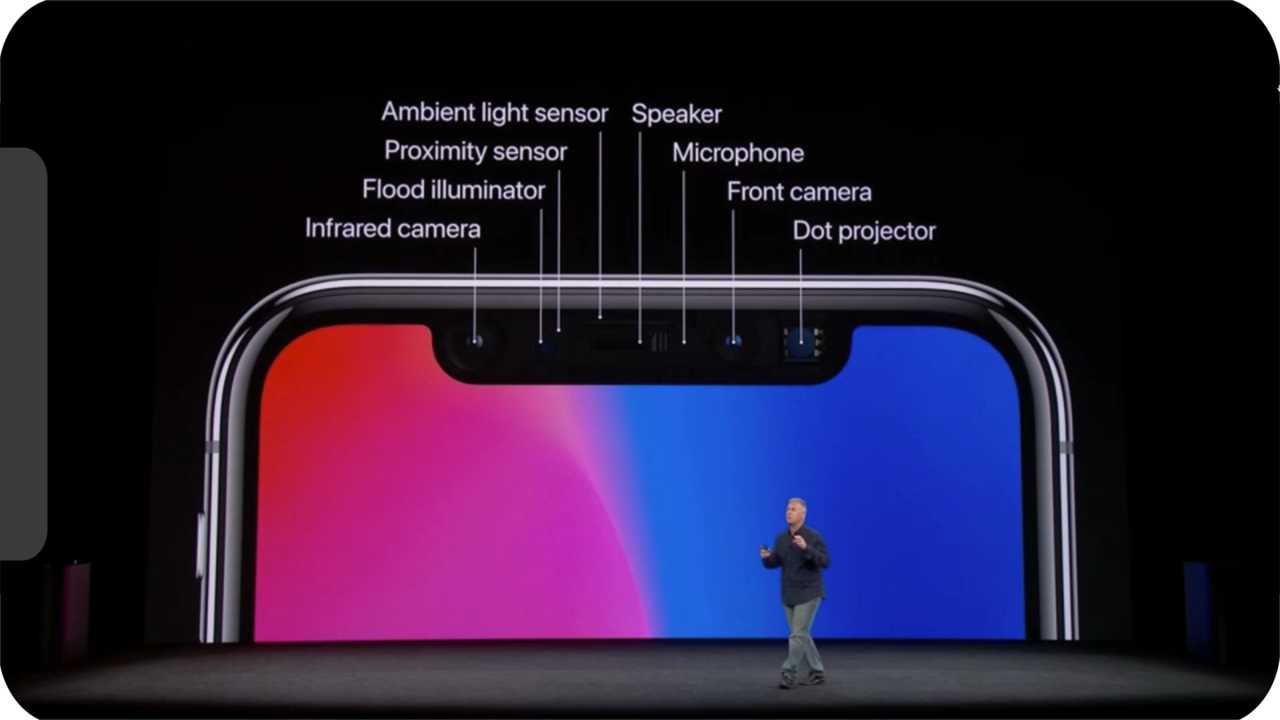 Ambient light sensor
Speaker
Proximity sensor
Microphone
Flood illuminator
Front camera
Infrared camera
Dot projector